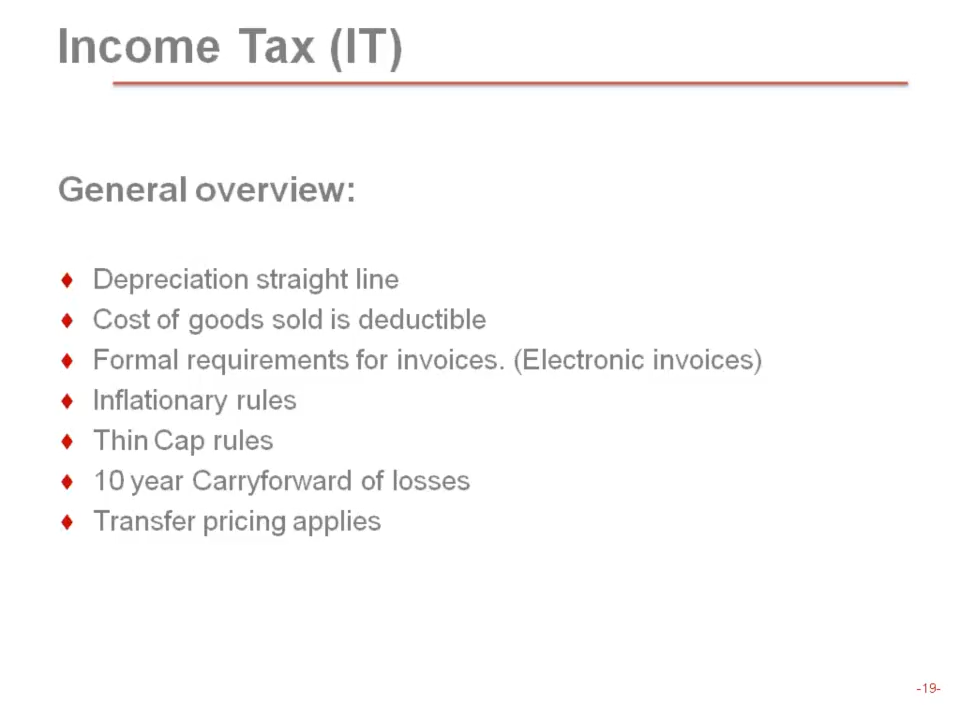 Income Tax (IT)
General overview:
♦ Depreciation straight line
♦ Cost of goods sold is deductible
♦ Formal requirements for invoices. (Electronic invoices)
♦ Inflationary rules
♦ Thin Cap rules
♦ 10 year Carryforward of losses
♦ Transfer pricing applies
-19-